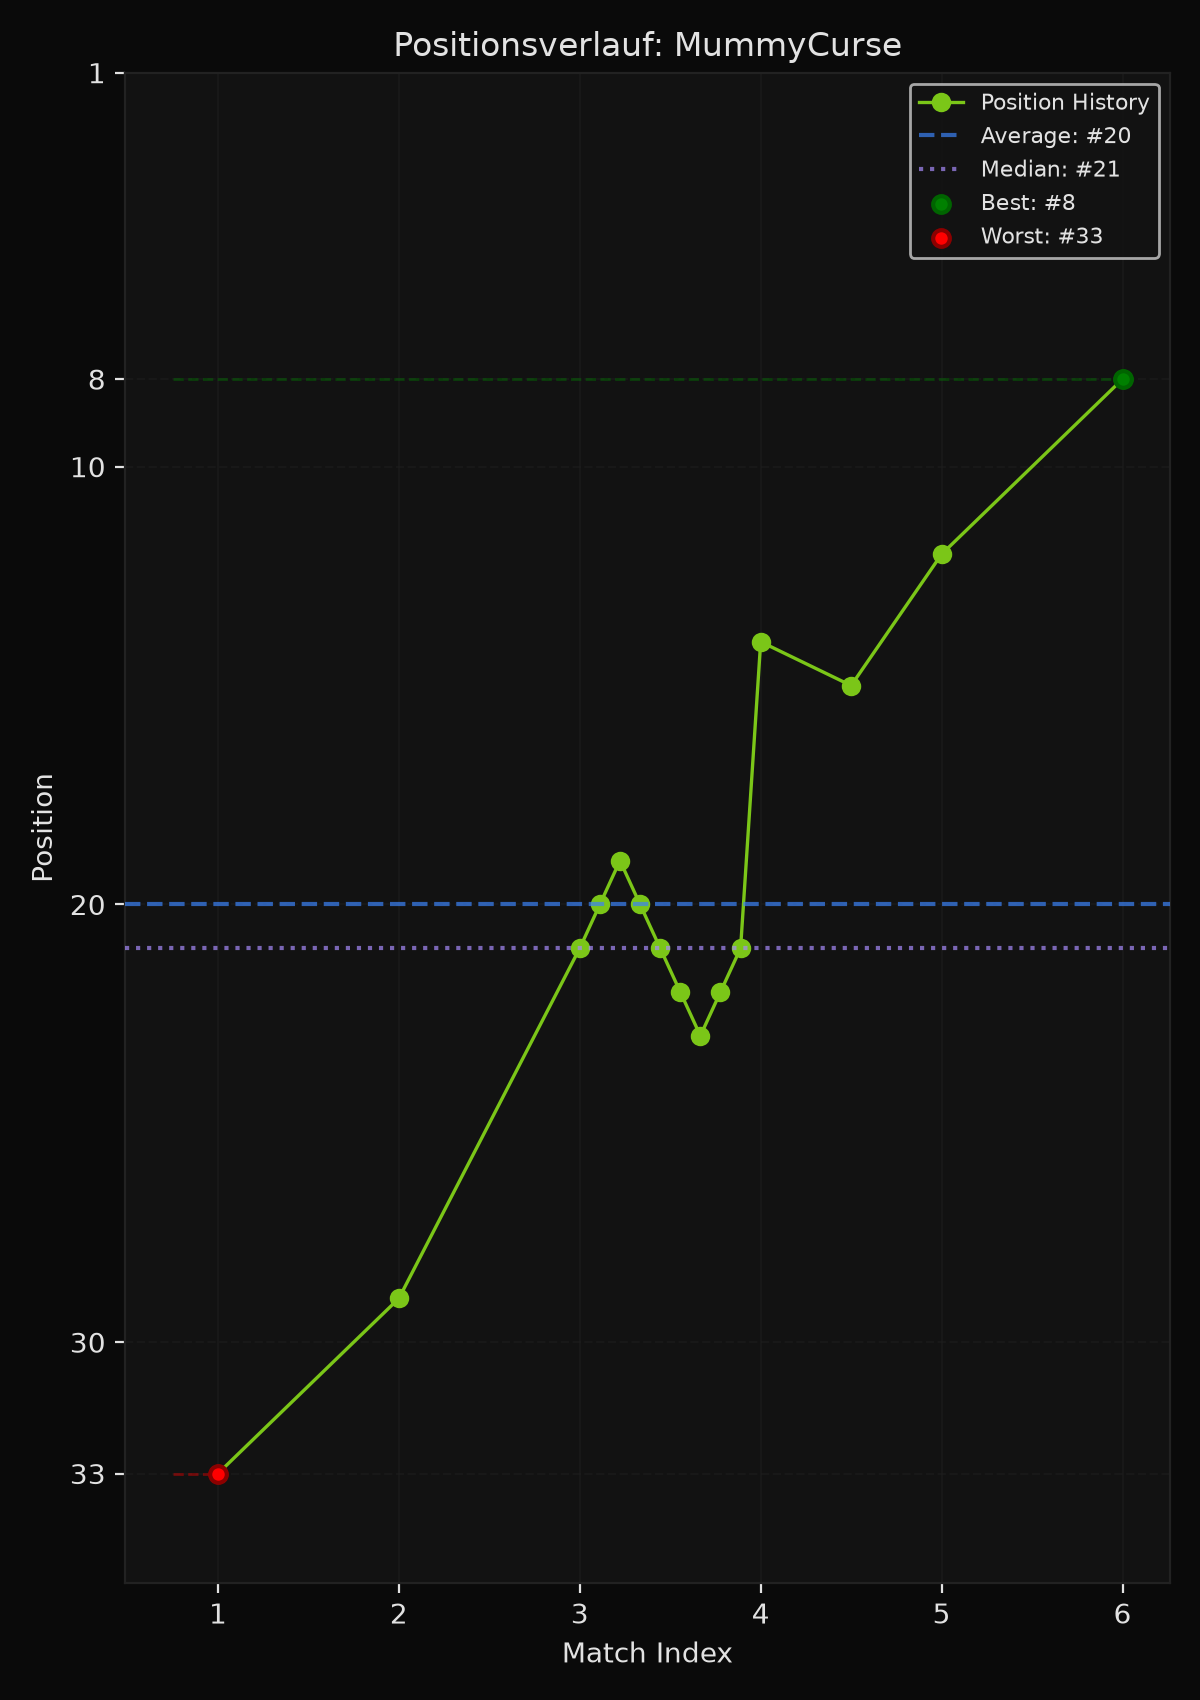 Positionsverlauf: MummyCurse
Position History
Average: #20
Median: #21
Best: #8
Worst: #33
1
8
10
20
30
33
Position
1 2 3 4 5 6
Match Index